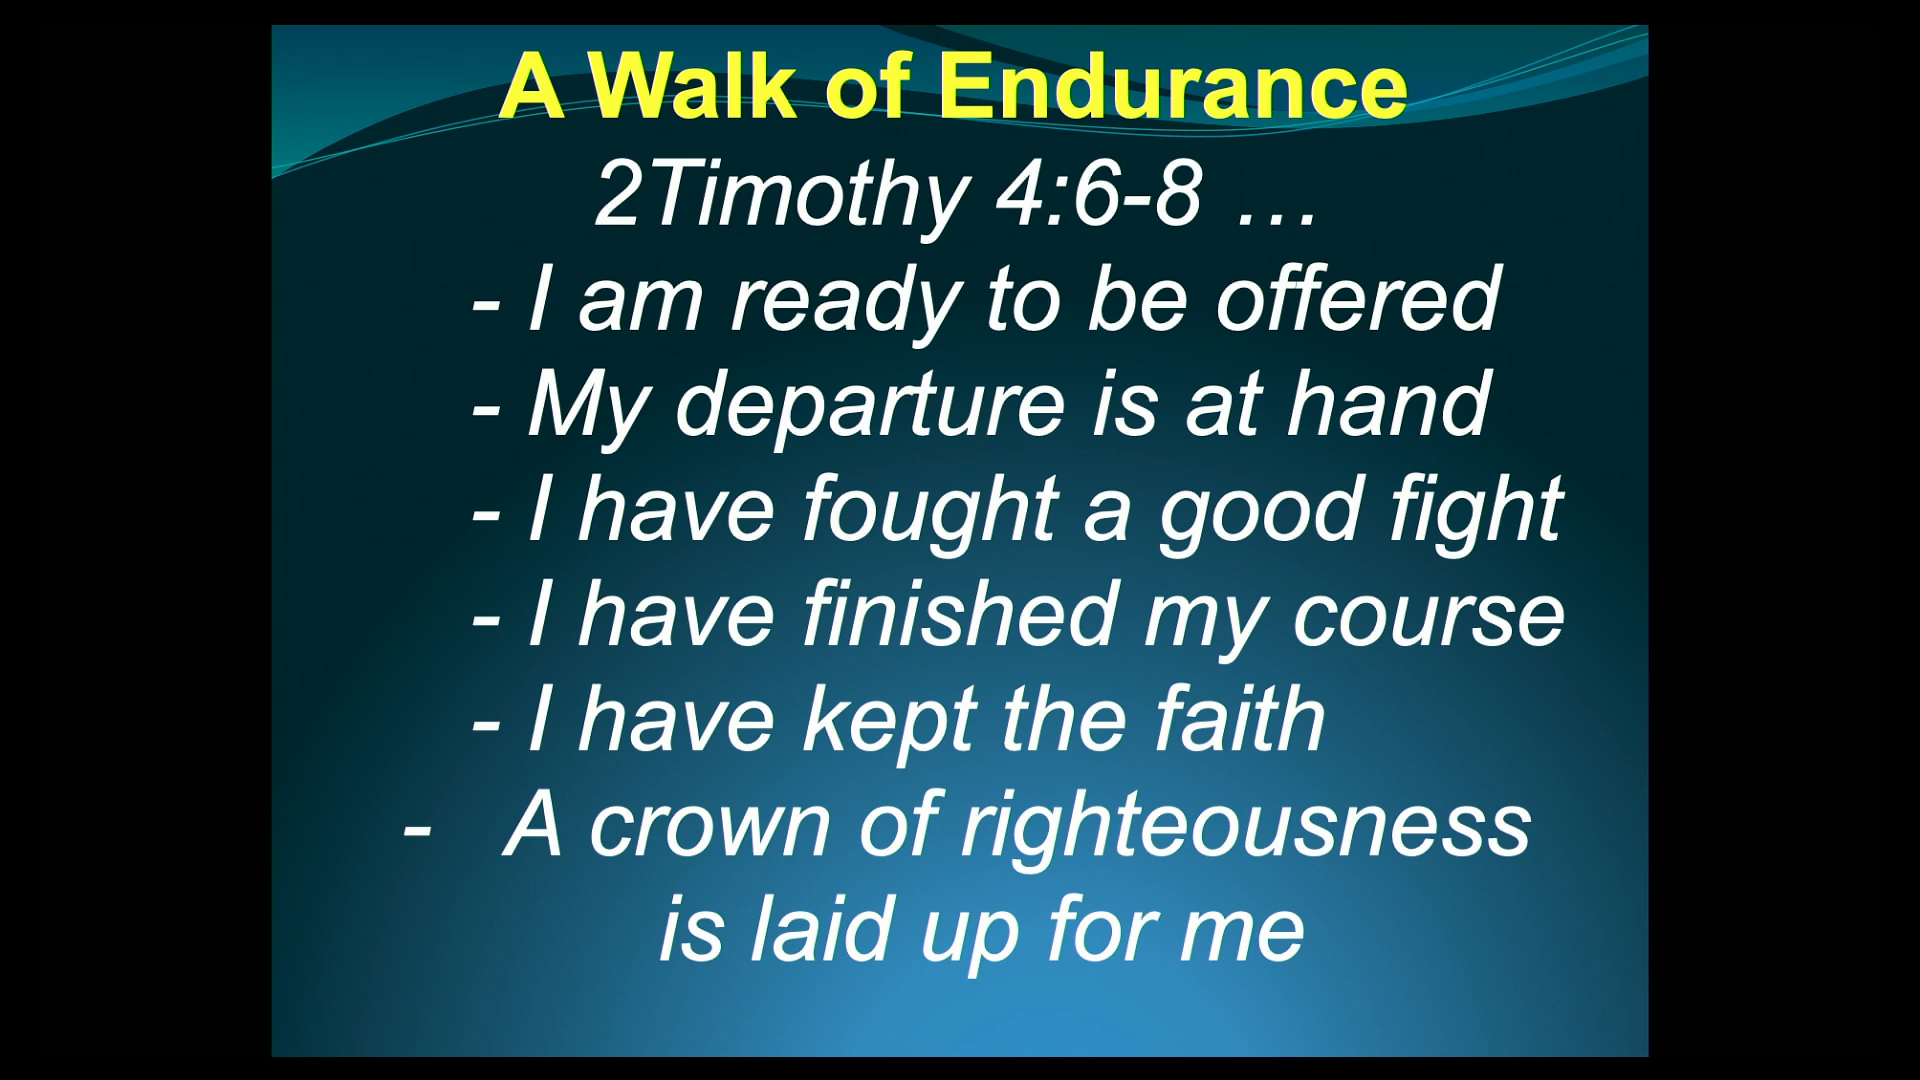 A Walk of Endurance
2Timothy 4:6-8 …
- I am ready to be offered
- My departure is at hand
- I have fought a good fight
- I have finished my course
- I have kept the faith
- A crown of righteousness
is laid up for me